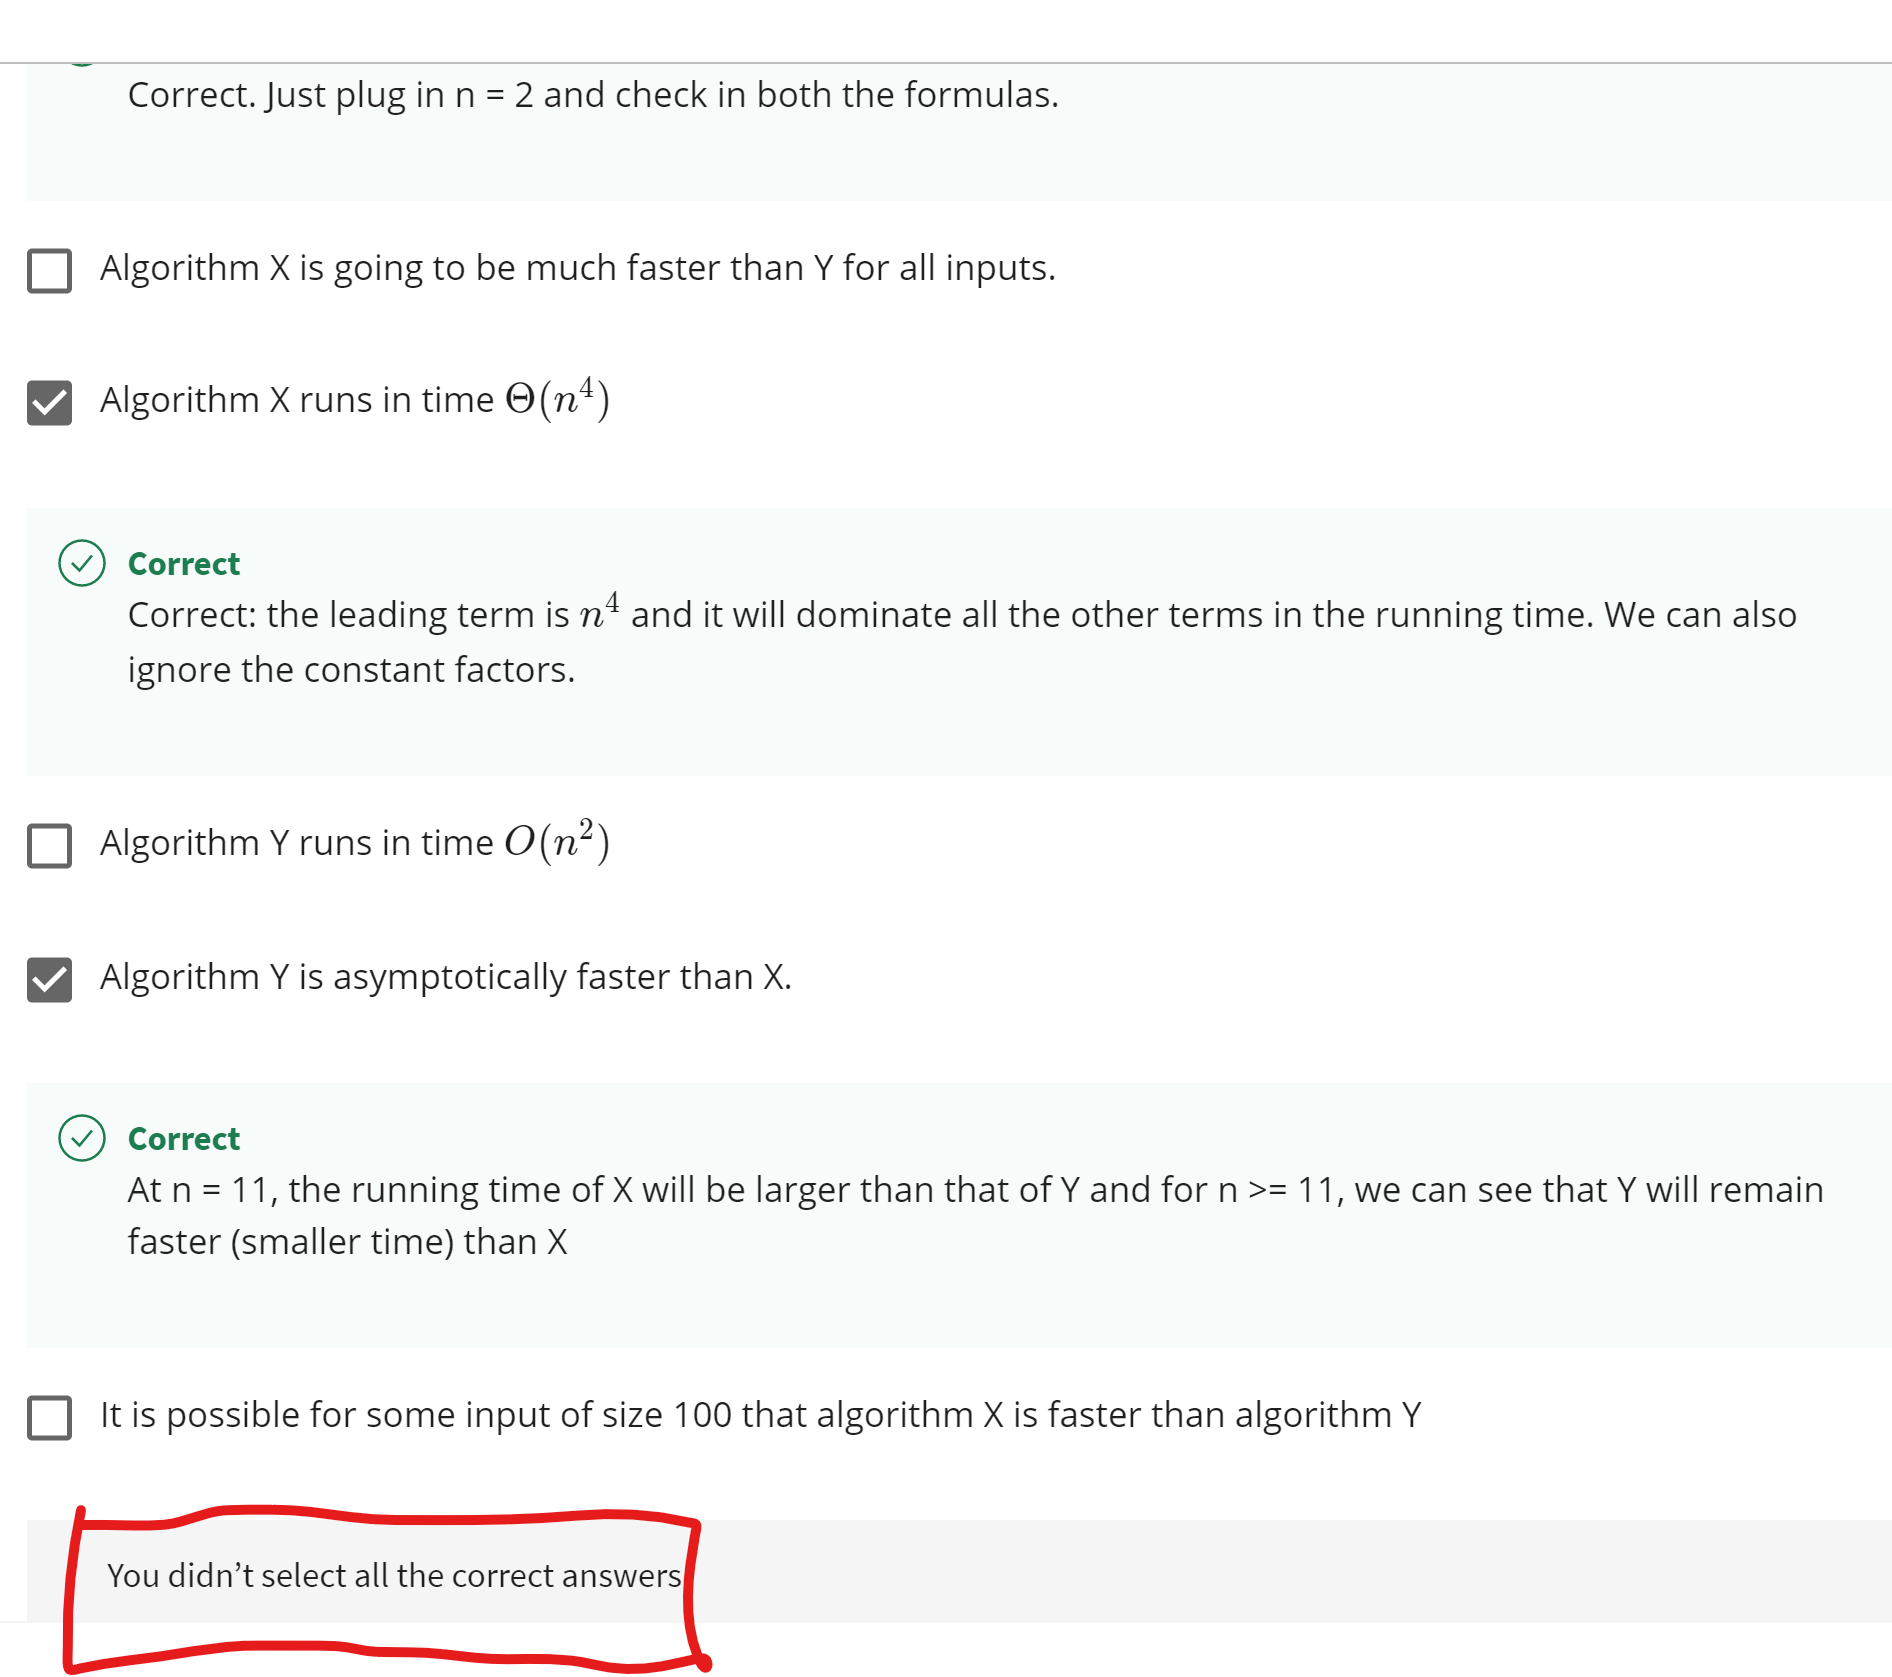 Correct. Just plug in n = 2 and check in both the formulas.
Algorithm X is going to be much faster than Y for all inputs.
Algorithm X runs in time Θ(n⁴)
Correct
Correct: the leading term is n⁴ and it will dominate all the other terms in the running time. We can also
ignore the constant factors.
Algorithm Y runs in time O(n²)
Algorithm Y is asymptotically faster than X.
Correct
At n = 11, the running time of X will be larger than that of Y and for n >= 11, we can see that Y will remain
faster (smaller time) than X
It is possible for some input of size 100 that algorithm X is faster than algorithm Y
You didn’t select all the correct answers